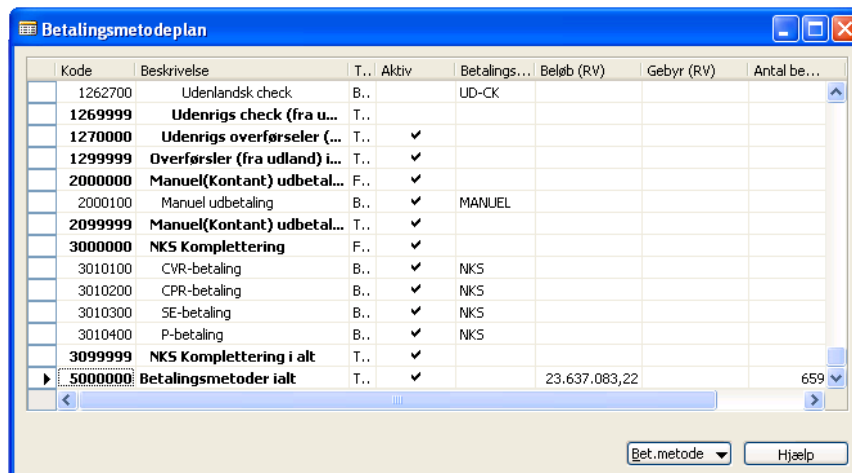 Betalingsmetodeplan
Kode Beskrivelse T.. Aktiv Betalings... Beløb (RV) Gebyr (RV) Antal be...
1262700 Udenlandsk check B.. UD-CK
1269999 Udenrigs check (fra u... T..
1270000 Udenrigs overførseler (... T.. ✔
1299999 Overførsler (fra udland) i... T.. ✔
2000000 Manuel(Kontant) udbetal... F.. ✔
2000100 Manuel udbetaling B.. ✔ MANUEL
2099999 Manuel(Kontant) udbetal... T.. ✔
3000000 NKS Komplettering F.. ✔
3010100 CVR-betaling B.. ✔ NKS
3010200 CPR-betaling B.. ✔ NKS
3010300 SE-betaling B.. ✔ NKS
3010400 P-betaling B.. ✔ NKS
3099999 NKS Komplettering i alt T.. ✔
5000000 Betalingsmetoder ialt T.. ✔ 23.637.083,22 659
Bet.metode Hjælp